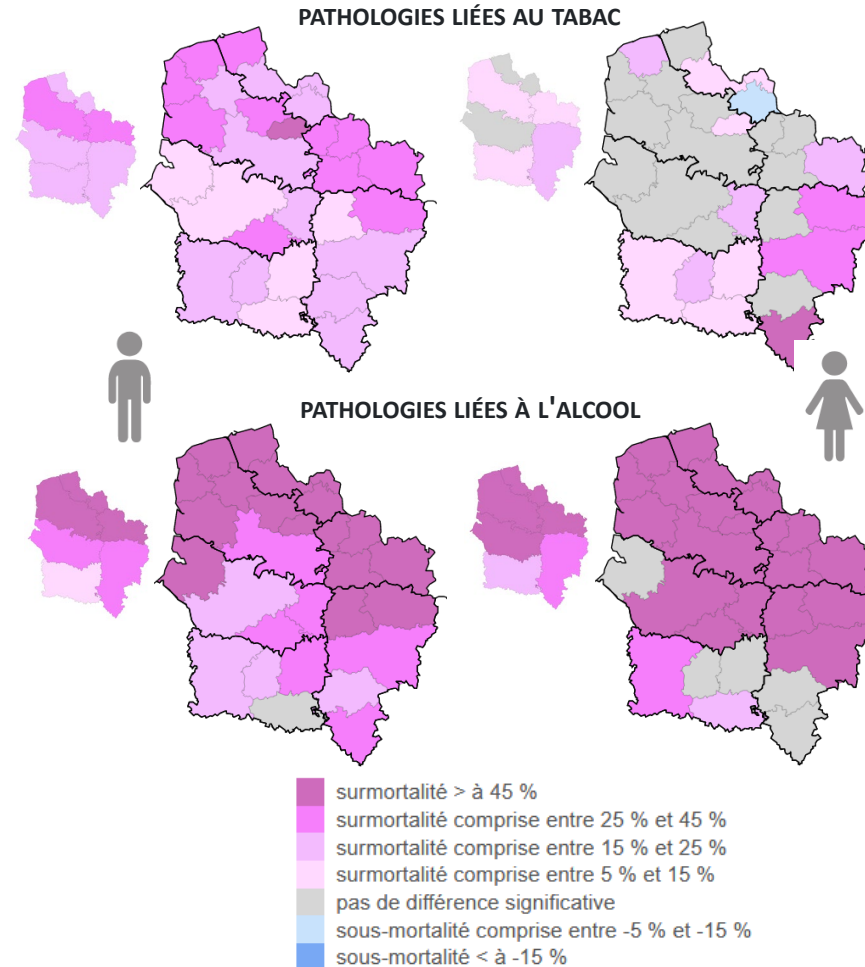 PATHOLOGIES LIÉES AU TABAC
PATHOLOGIES LIÉES À L'ALCOOL
surmortalité > à 45 %
surmortalité comprise entre 25 % et 45 %
surmortalité comprise entre 15 % et 25 %
surmortalité comprise entre 5 % et 15 %
pas de différence significative
sous-mortalité comprise entre -5 % et -15 %
sous-mortalité < à -15 %